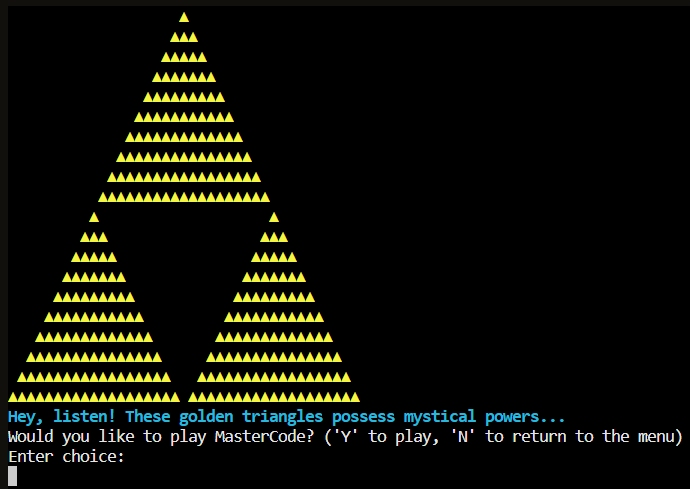 Hey, listen! These golden triangles possess mystical powers...
Would you like to play MasterCode? ('Y' to play, 'N' to return to the menu)
Enter choice: